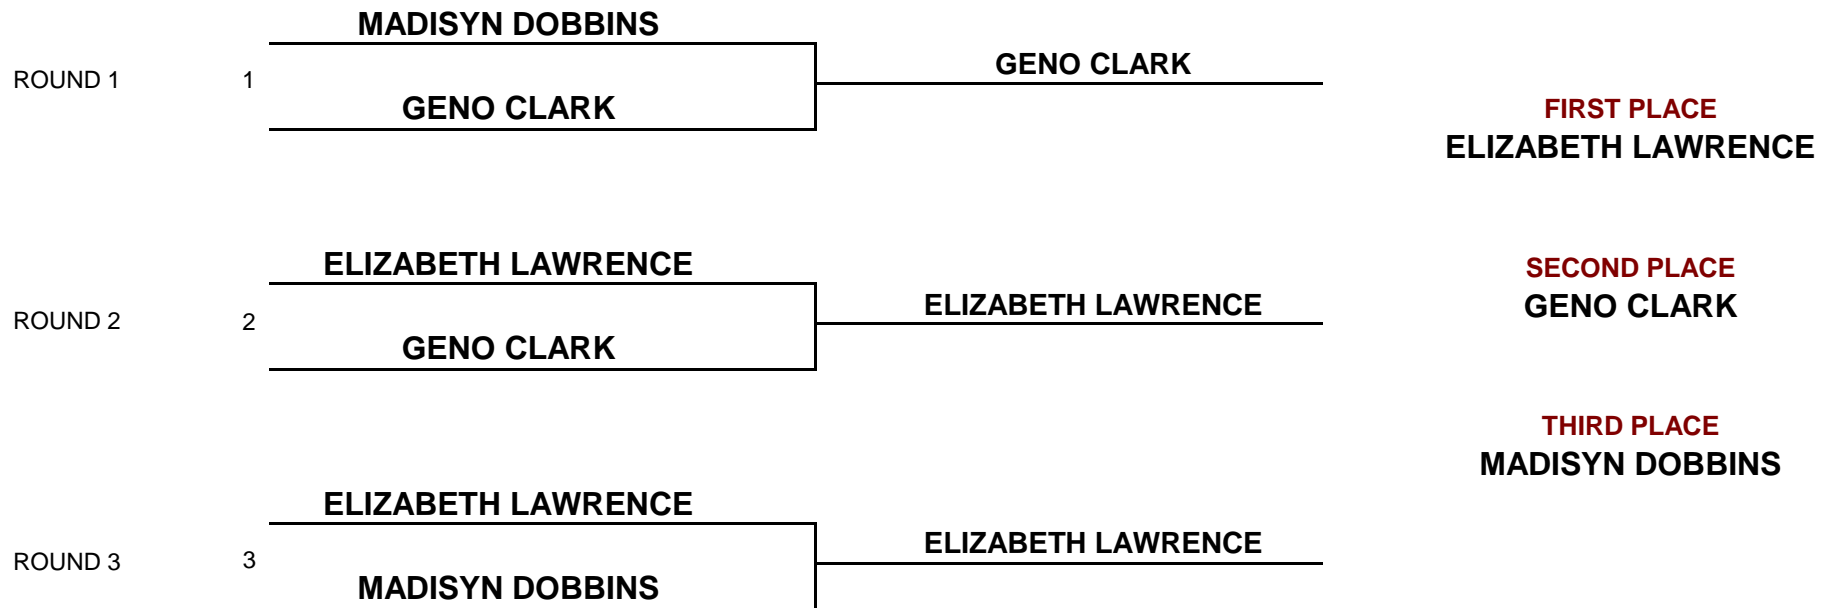 MADISYN DOBBINS
ROUND 1
1
GENO CLARK
GENO CLARK
FIRST PLACE
ELIZABETH LAWRENCE
ELIZABETH LAWRENCE
ROUND 2
2
GENO CLARK
ELIZABETH LAWRENCE
SECOND PLACE
GENO CLARK
THIRD PLACE
MADISYN DOBBINS
ELIZABETH LAWRENCE
ROUND 3
3
MADISYN DOBBINS
ELIZABETH LAWRENCE